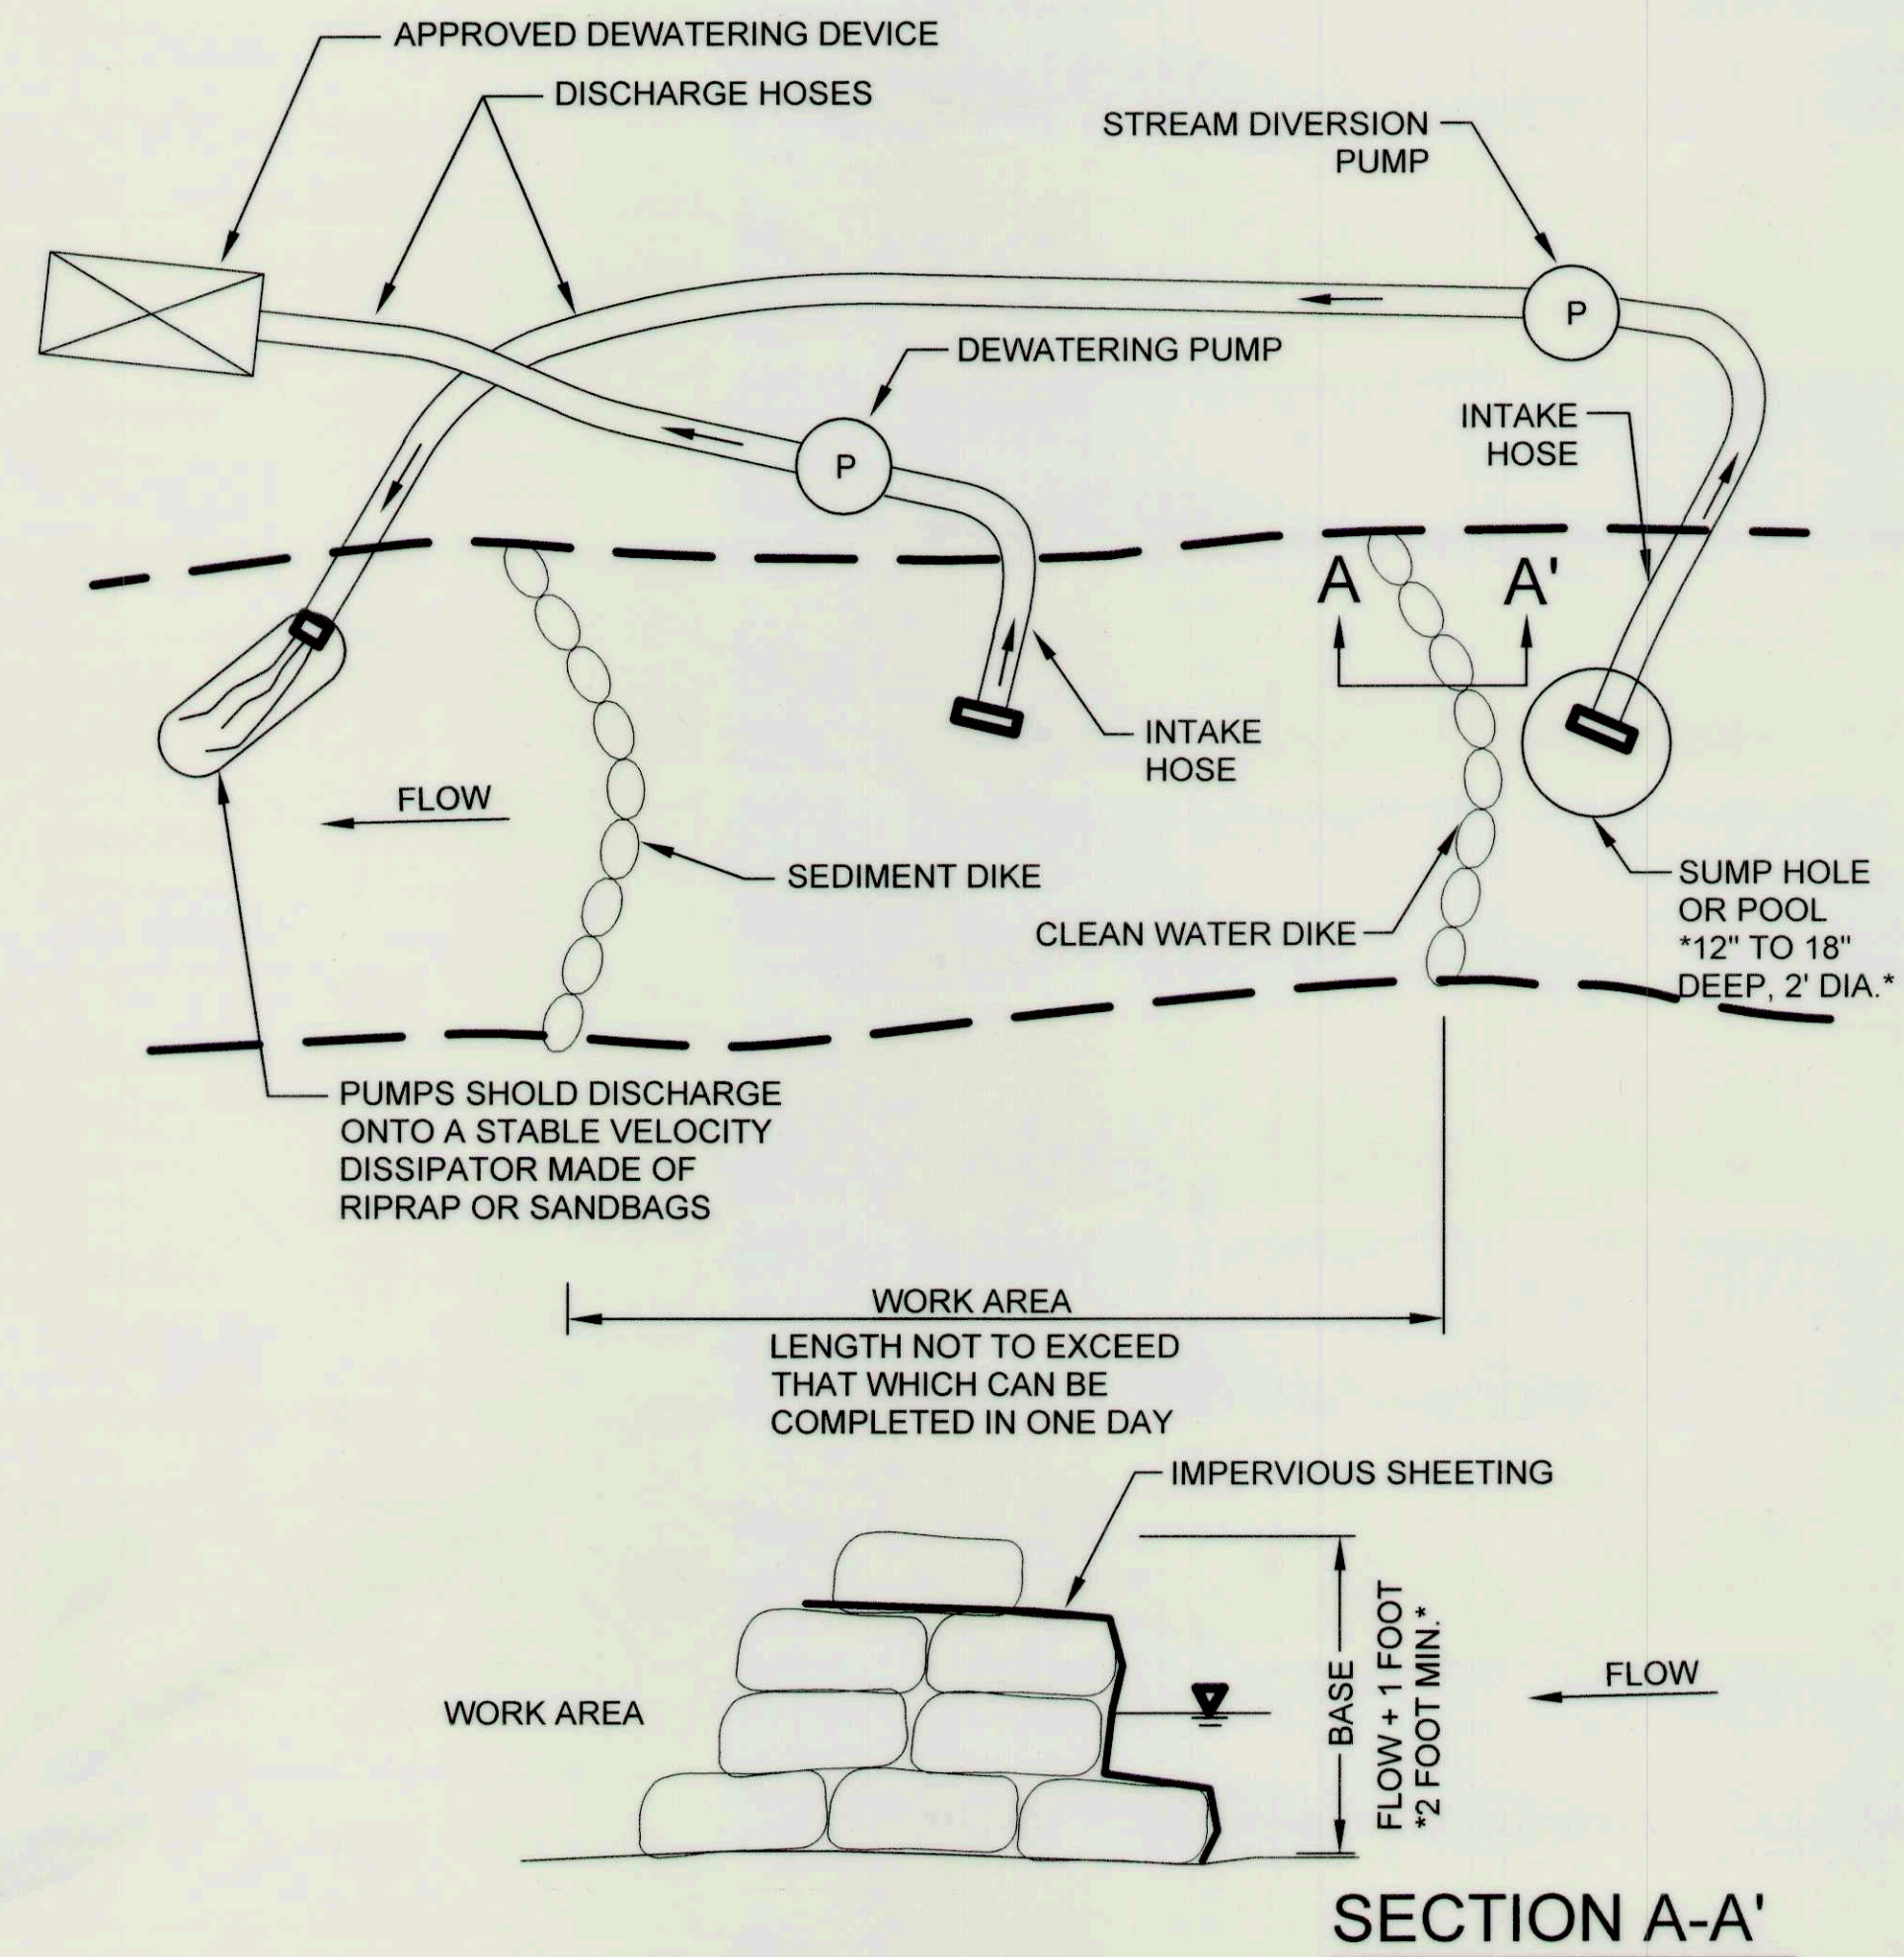 APPROVED DEWATERING DEVICE
DISCHARGE HOSES
STREAM DIVERSION
PUMP
P
DEWATERING PUMP
P
INTAKE
HOSE
A
A'
INTAKE
HOSE
FLOW
SEDIMENT DIKE
CLEAN WATER DIKE
SUMP HOLE
OR POOL
*12" TO 18"
DEEP, 2' DIA.*
PUMPS SHOLD DISCHARGE
ONTO A STABLE VELOCITY
DISSIPATOR MADE OF
RIPRAP OR SANDBAGS
WORK AREA
LENGTH NOT TO EXCEED
THAT WHICH CAN BE
COMPLETED IN ONE DAY
IMPERVIOUS SHEETING
WORK AREA
BASE
FLOW + 1 FOOT
*2 FOOT MIN.*
FLOW
SECTION A-A'